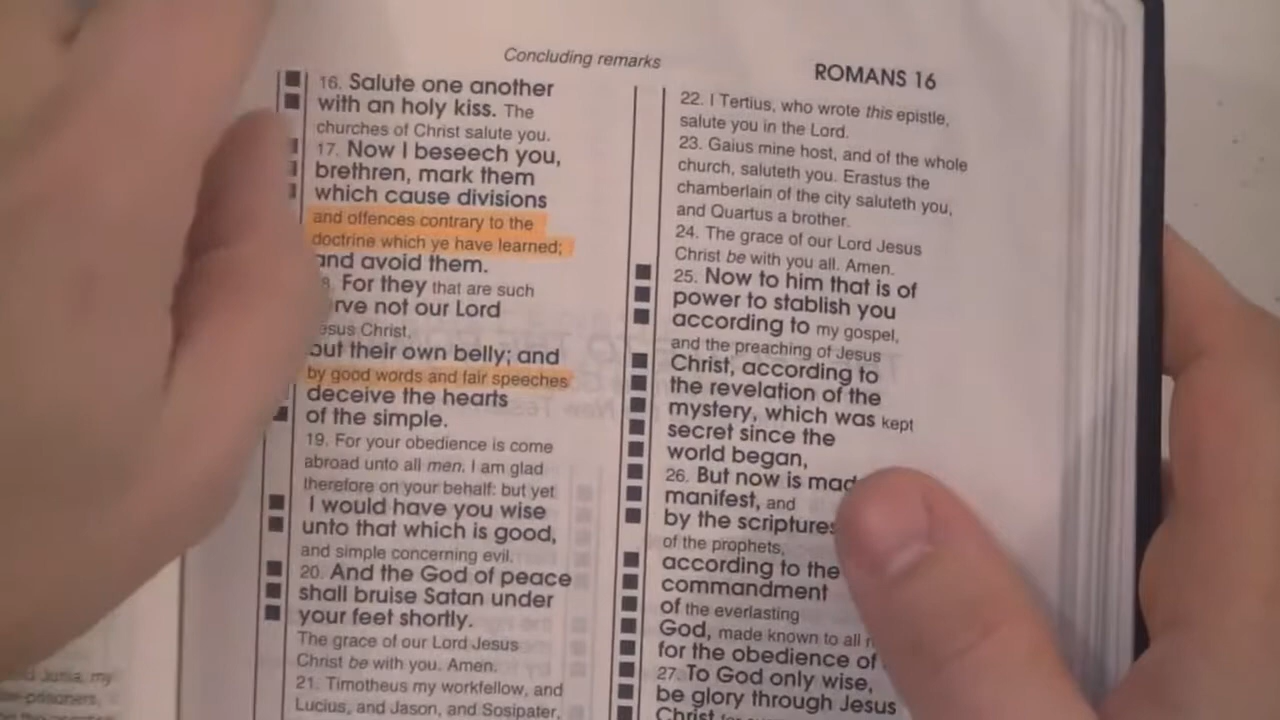 Concluding remarks
ROMANS 16
16. Salute one another
with an holy kiss. The
churches of Christ salute you.
17. Now I beseech you,
brethren, mark them
which cause divisions
and offences contrary to the
doctrine which ye have learned;
and avoid them.
For they that are such
not our Lord
Christ,
but their own belly; and
by good words and fair speeches
deceive the hearts
of the simple.
19. For your obedience is come
abroad unto all men. I am glad
therefore on your behalf: but yet
I would have you wise
unto that which is good,
and simple concerning evil.
20. And the God of peace
shall bruise Satan under
your feet shortly.
The grace of our Lord Jesus
Christ be with you. Amen.
21. Timotheus my workfellow, and
Lucius, and Jason, and Sosipater,
22. I Tertius, who wrote this epistle,
salute you in the Lord.
23. Gaius mine host, and of the whole
church, saluteth you. Erastus the
chamberlain of the city saluteth you,
and Quartus a brother.
24. The grace of our Lord Jesus
Christ be with you all. Amen.
25. Now to him that is of
power to stablish you
according to my gospel,
and the preaching of Jesus
Christ, according to
the revelation of the
mystery, which was kept
secret since the
world began,
26. But now is mad
manifest, and
by the scriptures
of the prophets,
according to the
commandment
of the everlasting
God, made known to all
for the obedience of
27. To God only wise,
be glory through Jesus
Christ